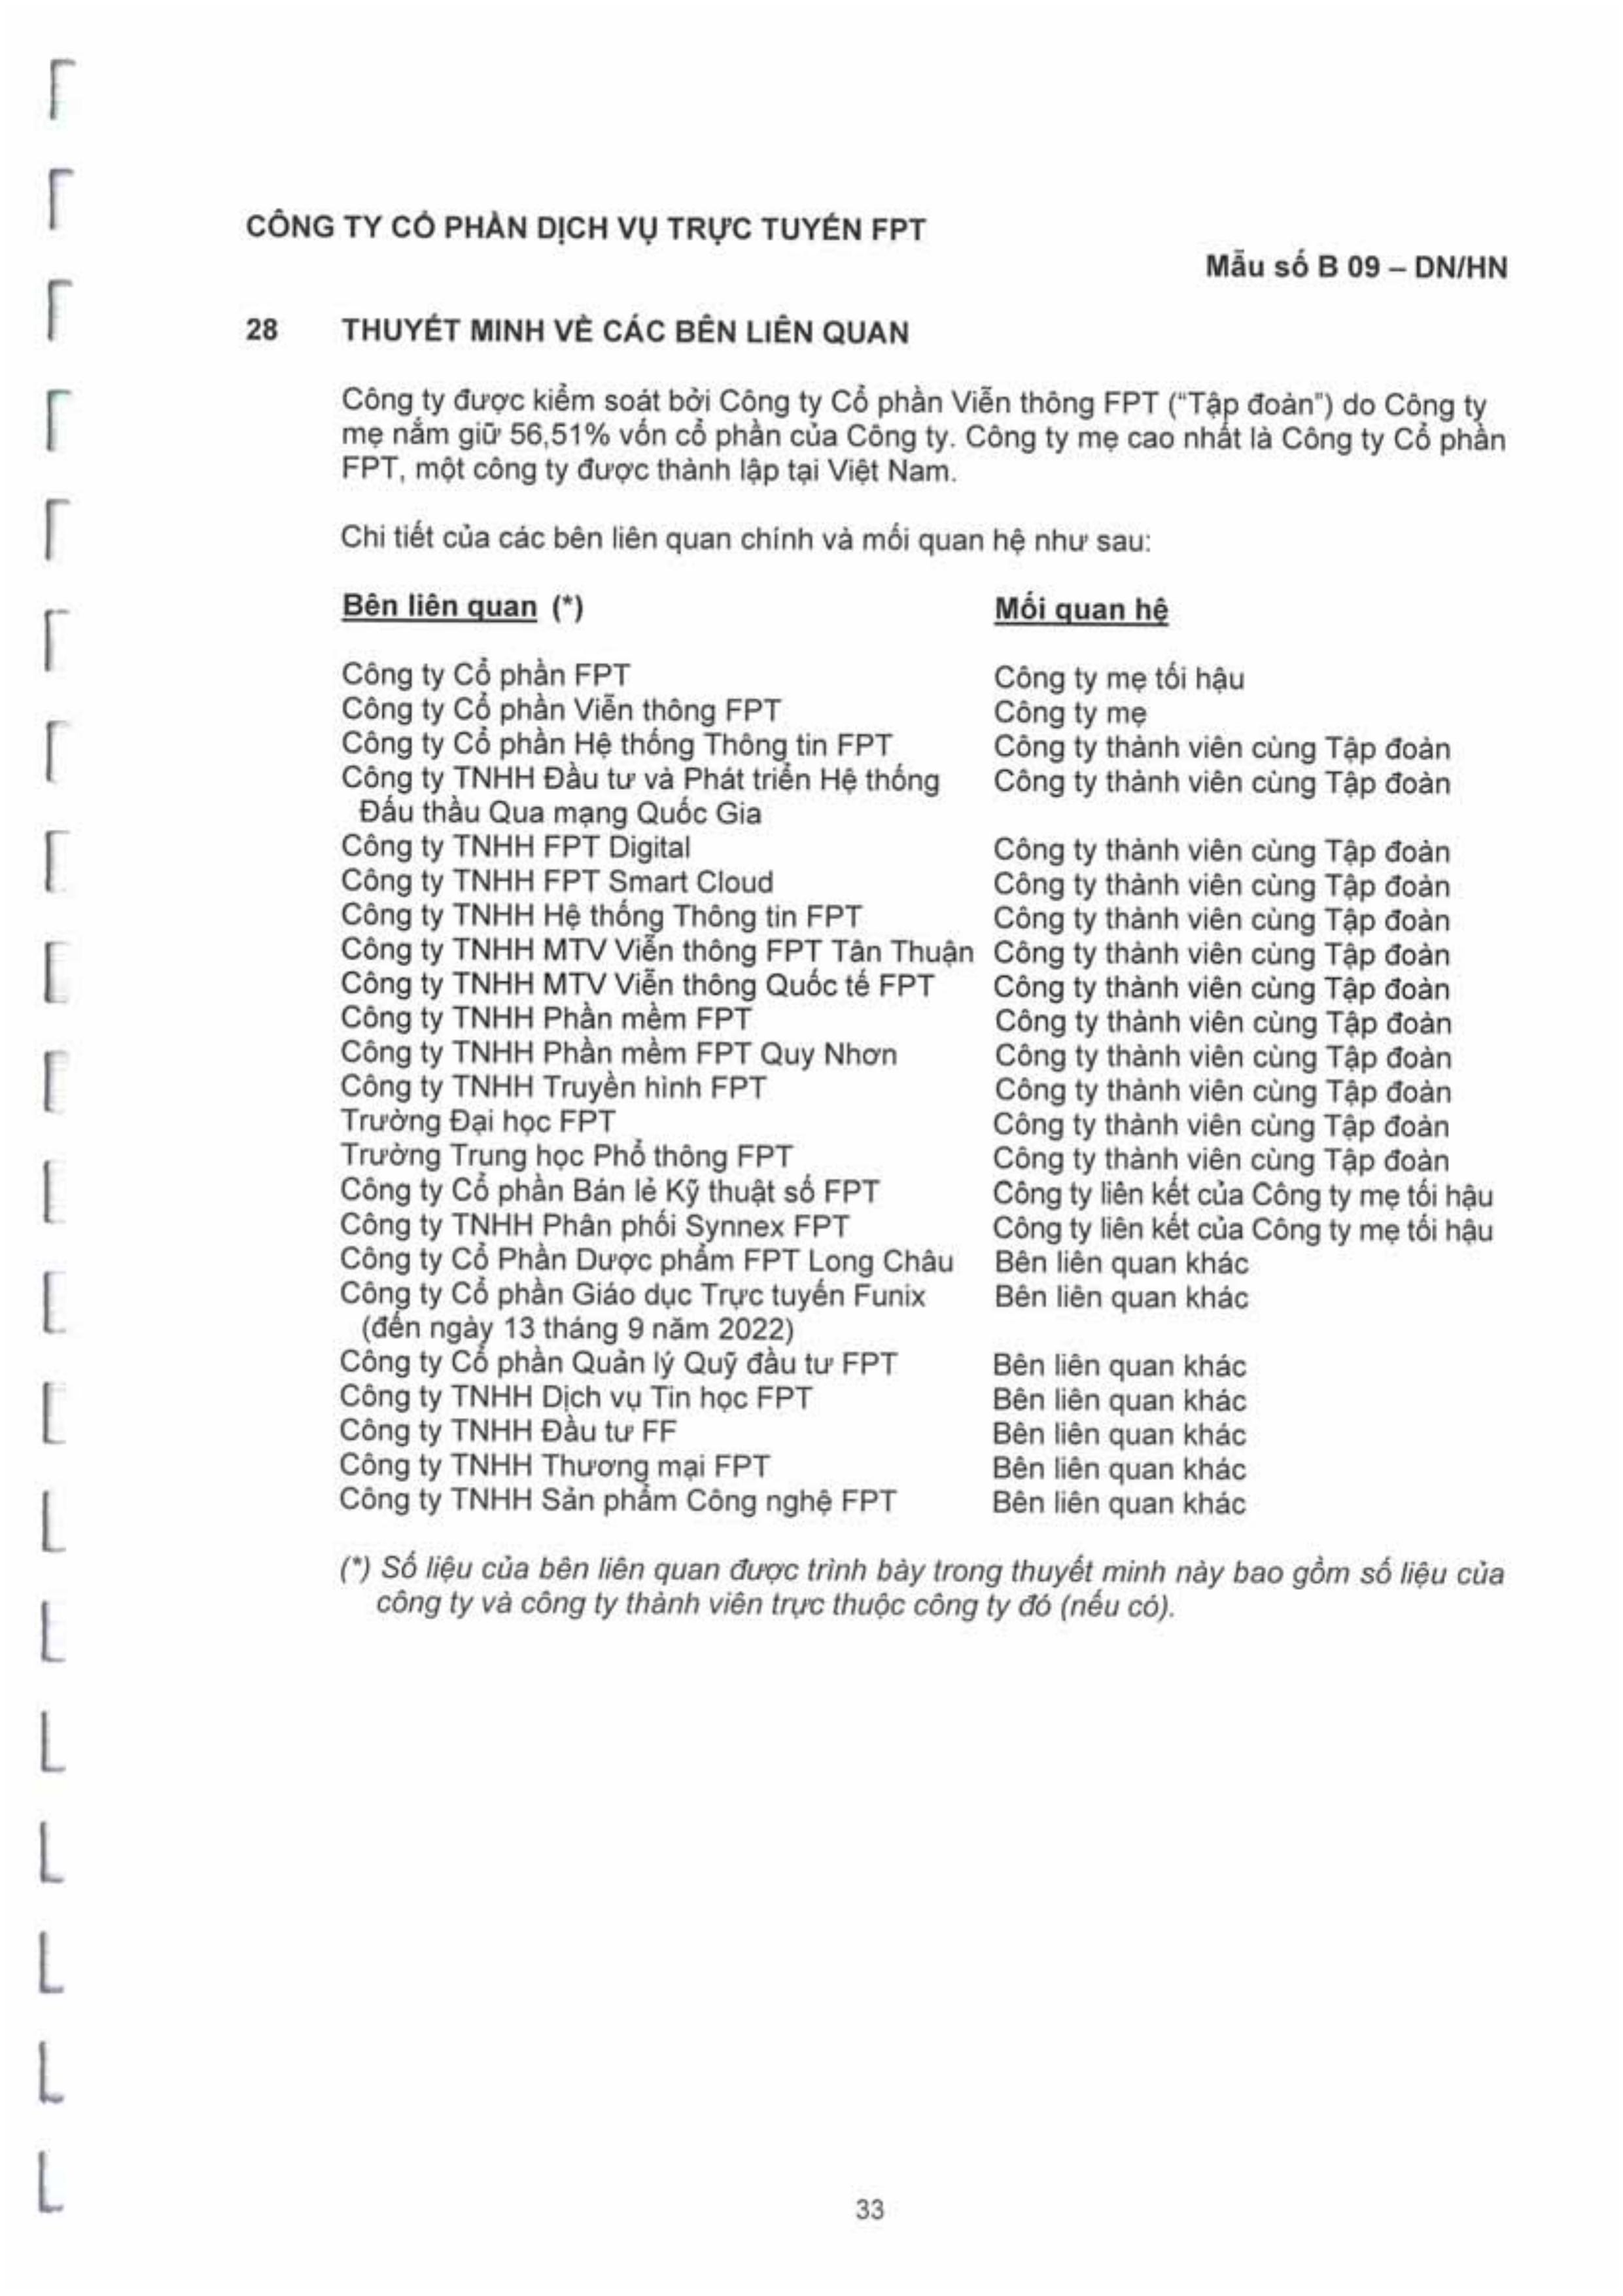 CÔNG TY CỔ PHẦN DỊCH VỤ TRỰC TUYẾN FPT
Mẫu số B 09 – DN/HN
28 THUYẾT MINH VỀ CÁC BÊN LIÊN QUAN
Công ty được kiểm soát bởi Công ty Cổ phần Viễn thông FPT (“Tập đoàn”) do Công ty
mẹ nắm giữ 56,51% vốn cổ phần của Công ty. Công ty mẹ cao nhất là Công ty Cổ phần
FPT, một công ty được thành lập tại Việt Nam.
Chi tiết của các bên liên quan chính và mối quan hệ như sau:
Bên liên quan (*) Mối quan hệ
Công ty Cổ phần FPT Công ty mẹ tối hậu
Công ty Cổ phần Viễn thông FPT Công ty mẹ
Công ty Cổ phần Hệ thống Thông tin FPT Công ty thành viên cùng Tập đoàn
Công ty TNHH Đầu tư và Phát triển Hệ thống Công ty thành viên cùng Tập đoàn
Đấu thầu Qua mạng Quốc Gia
Công ty TNHH FPT Digital Công ty thành viên cùng Tập đoàn
Công ty TNHH FPT Smart Cloud Công ty thành viên cùng Tập đoàn
Công ty TNHH Hệ thống Thông tin FPT Công ty thành viên cùng Tập đoàn
Công ty TNHH MTV Viễn thông FPT Tân Thuận Công ty thành viên cùng Tập đoàn
Công ty TNHH MTV Viễn thông Quốc tế FPT Công ty thành viên cùng Tập đoàn
Công ty TNHH Phần mềm FPT Công ty thành viên cùng Tập đoàn
Công ty TNHH Phần mềm FPT Quy Nhơn Công ty thành viên cùng Tập đoàn
Công ty TNHH Truyền hình FPT Công ty thành viên cùng Tập đoàn
Trường Đại học FPT Công ty thành viên cùng Tập đoàn
Trường Trung học Phổ thông FPT Công ty thành viên cùng Tập đoàn
Công ty Cổ phần Bán lẻ Kỹ thuật số FPT Công ty liên kết của Công ty mẹ tối hậu
Công ty TNHH Phân phối Synnex FPT Công ty liên kết của Công ty mẹ tối hậu
Công ty Cổ Phần Dược phẩm FPT Long Châu Bên liên quan khác
Công ty Cổ phần Giáo dục Trực tuyến Funix Bên liên quan khác
(đến ngày 13 tháng 9 năm 2022)
Công ty Cổ phần Quản lý Quỹ đầu tư FPT Bên liên quan khác
Công ty TNHH Dịch vụ Tin học FPT Bên liên quan khác
Công ty TNHH Đầu tư FF Bên liên quan khác
Công ty TNHH Thương mại FPT Bên liên quan khác
Công ty TNHH Sản phẩm Công nghệ FPT Bên liên quan khác
(*) Số liệu của bên liên quan được trình bày trong thuyết minh này bao gồm số liệu của
công ty và công ty thành viên trực thuộc công ty đó (nếu có).
33